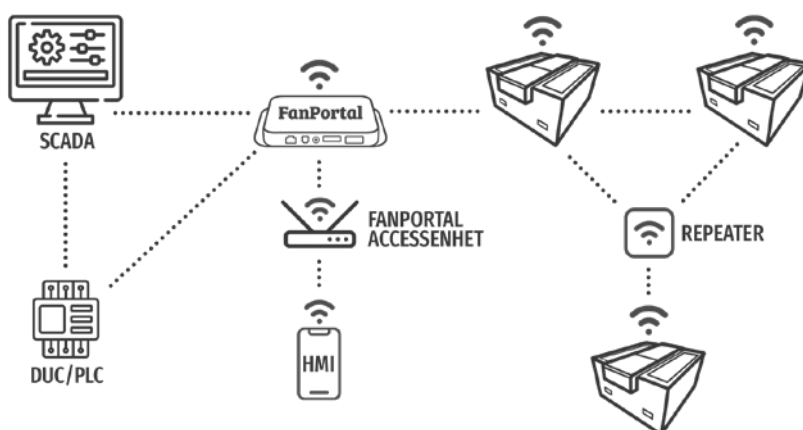 FanPortal
SCADA
FANPORTAL
ACCESSENHET
REPEATER
HMI
DUC/PLC